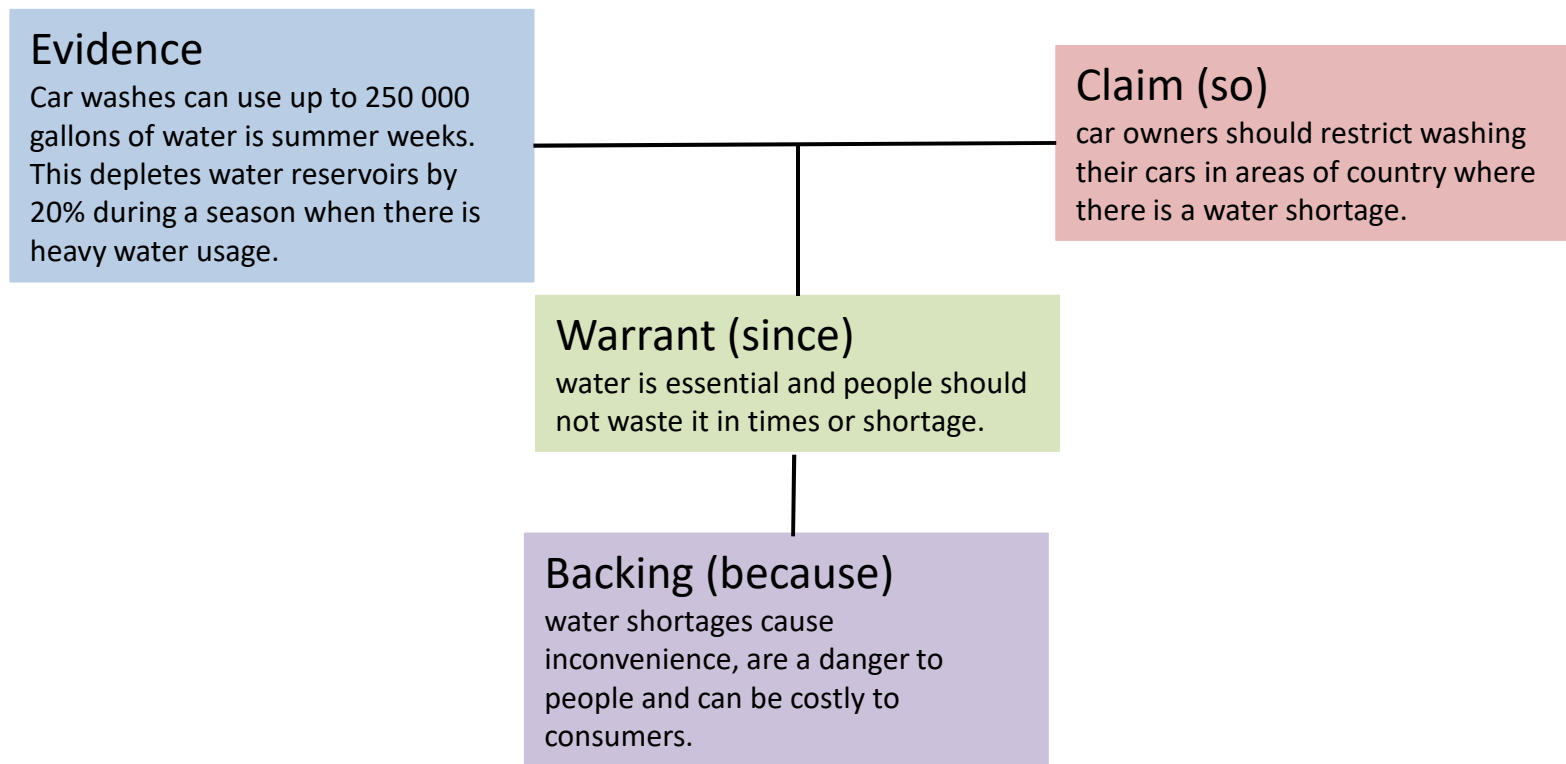 Evidence
Car washes can use up to 250 000
gallons of water is summer weeks.
This depletes water reservoirs by
20% during a season when there is
heavy water usage.
Claim (so)
car owners should restrict washing
their cars in areas of country where
there is a water shortage.
Warrant (since)
water is essential and people should
not waste it in times or shortage.
Backing (because)
water shortages cause
inconvenience, are a danger to
people and can be costly to
consumers.